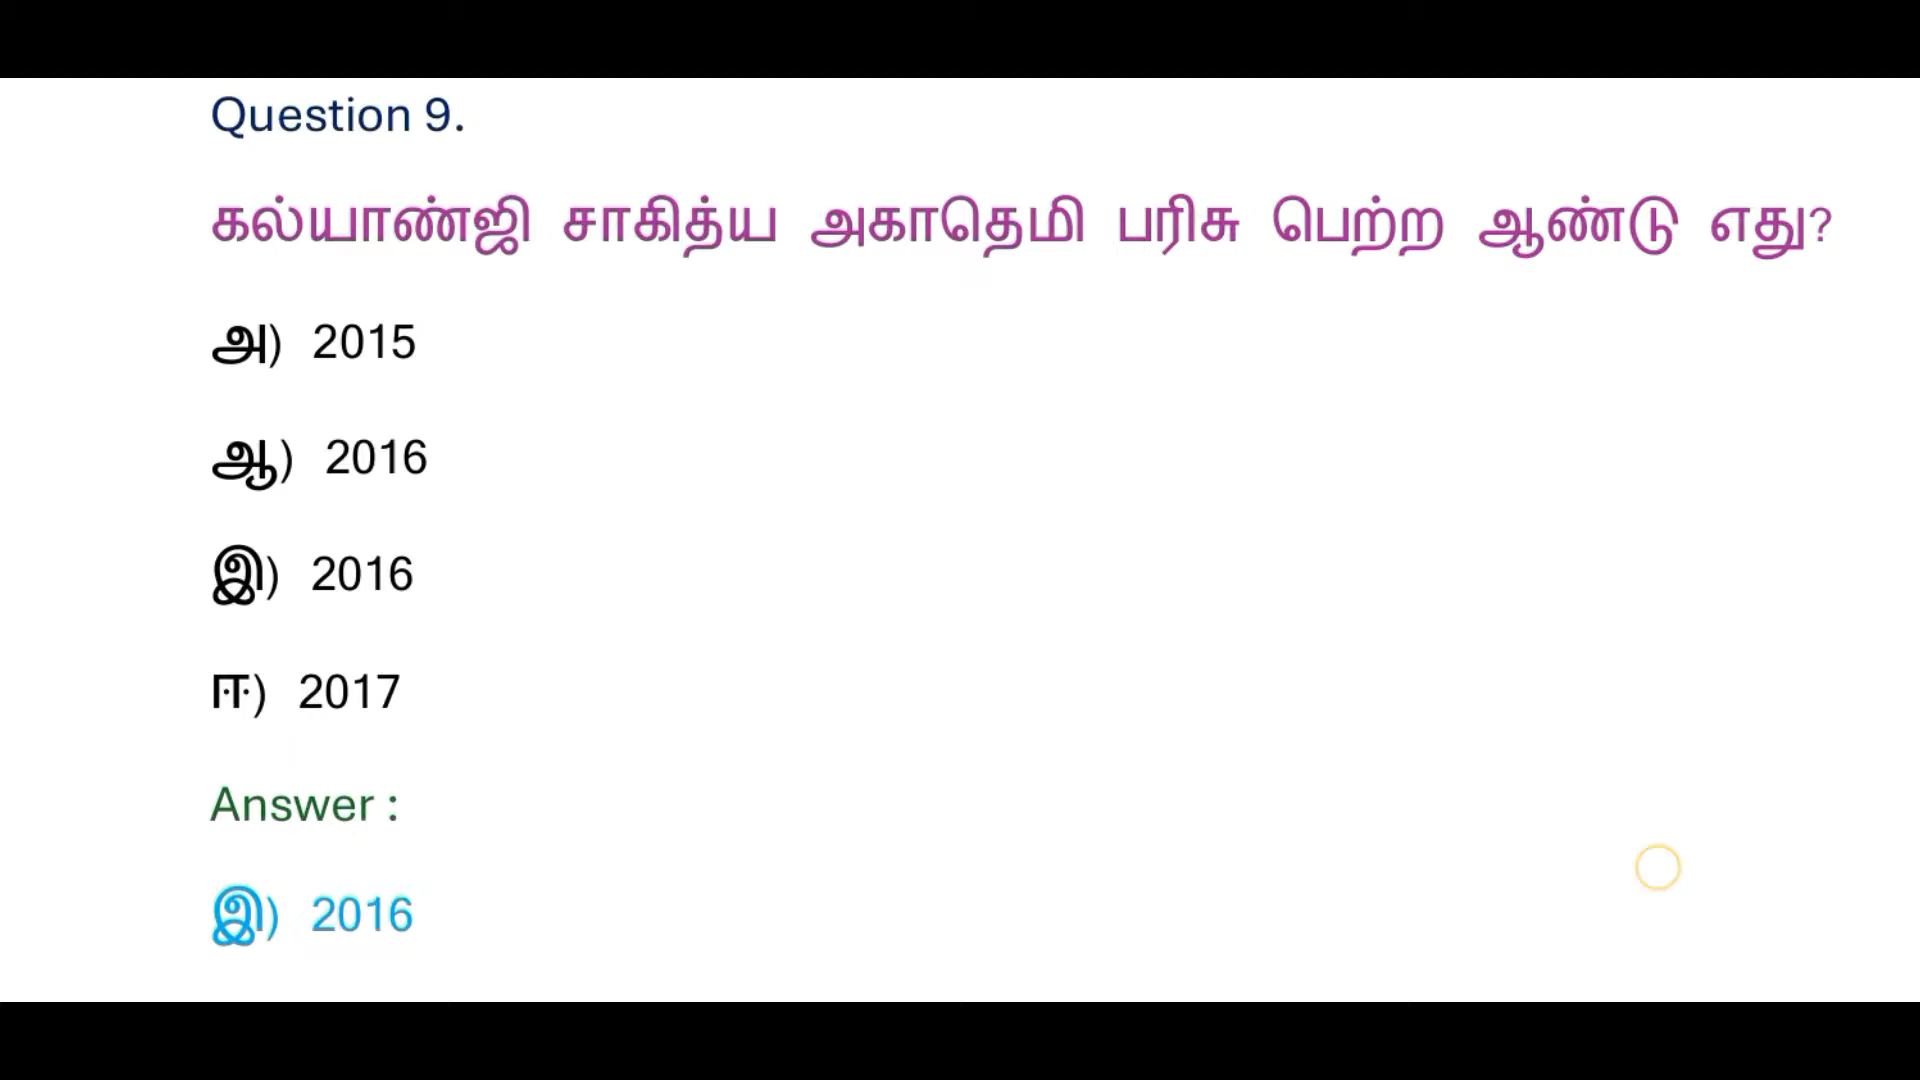 Question 9.
கல்யாண்ஜி சாகித்ய அகாதெமி பரிசு பெற்ற ஆண்டு எது?
அ) 2015
ஆ) 2016
இ) 2016
ஈ) 2017
Answer :
இ) 2016